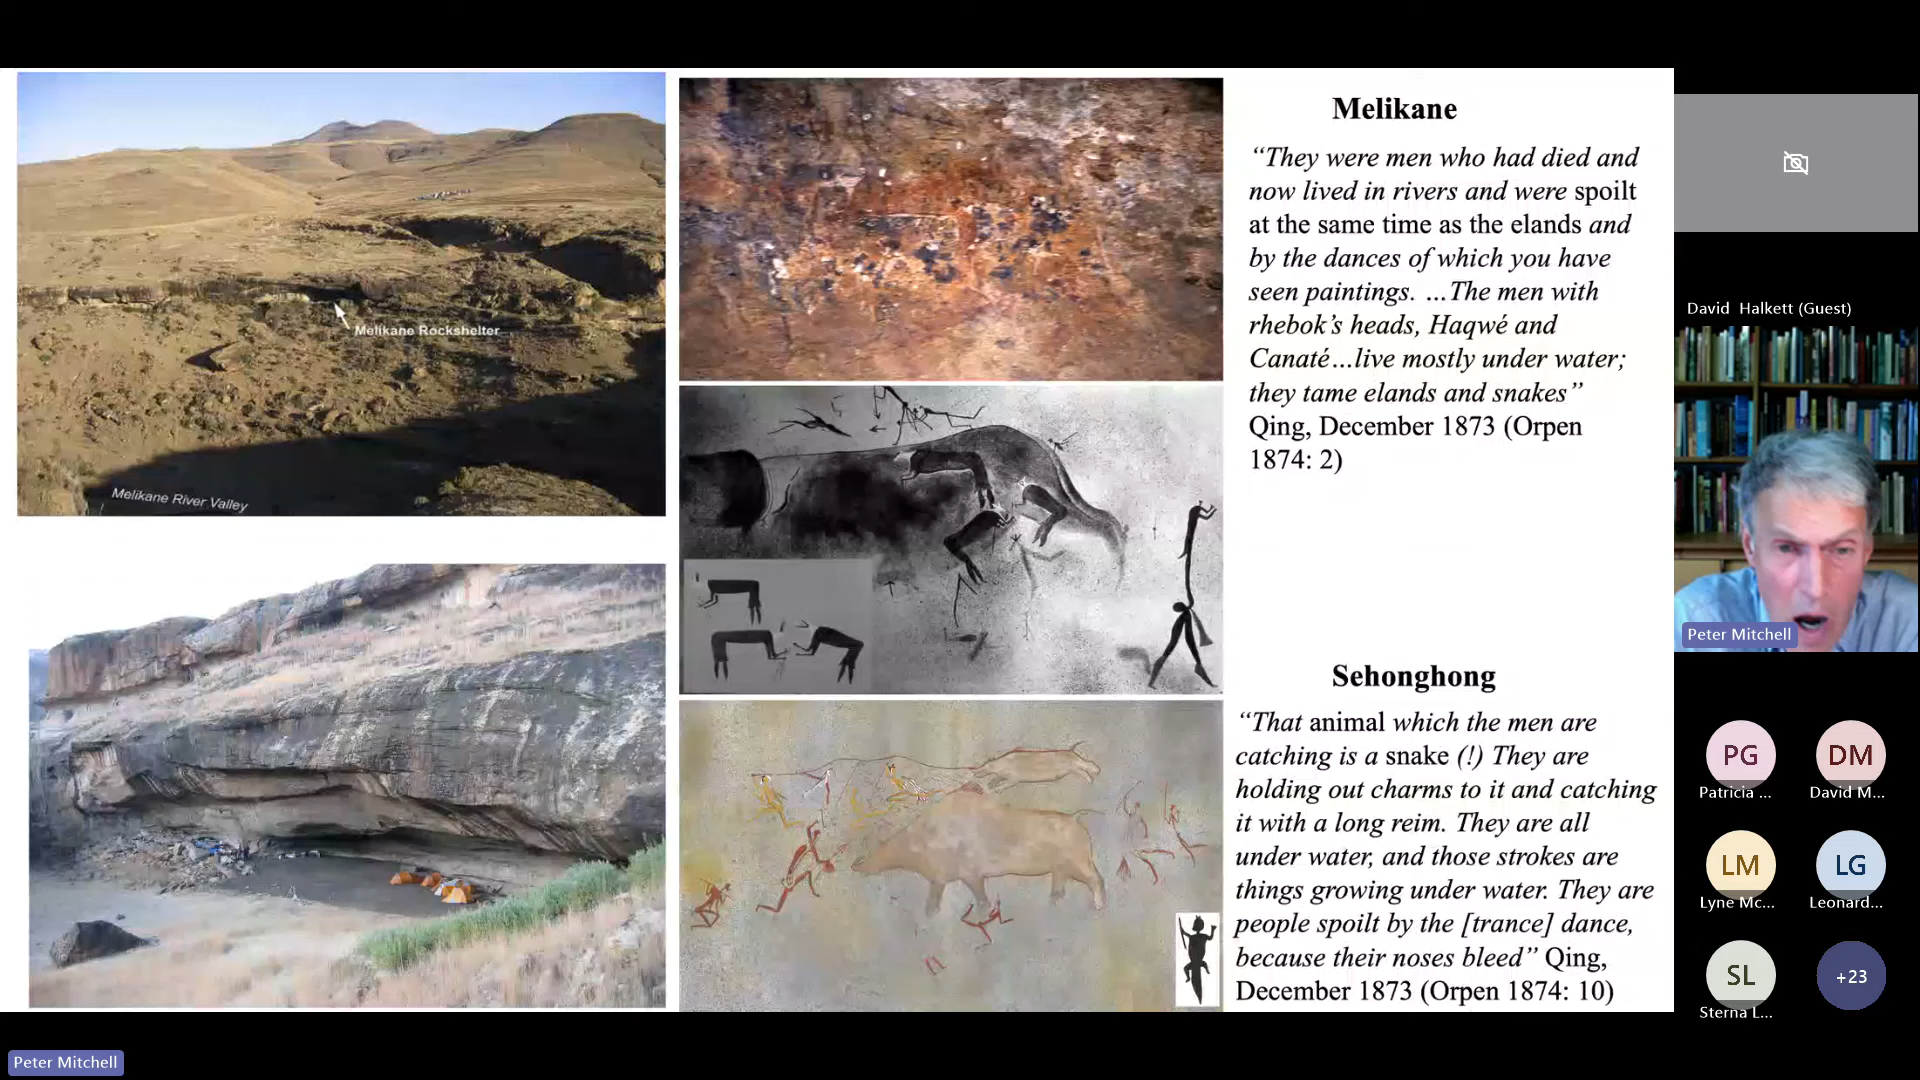 Melikane Rockshelter
Melikane River Valley
Melikane
“They were men who had died and
now lived in rivers and were spoilt
at the same time as the elands and
by the dances of which you have
seen paintings. …The men with
rhebok’s heads, Haqwé and
Canaté…live mostly under water;
they tame elands and snakes”
Qing, December 1873 (Orpen
1874: 2)
Sehonghong
“That animal which the men are
catching is a snake (!) They are
holding out charms to it and catching
it with a long reim. They are all
under water, and those strokes are
things growing under water. They are
people spoilt by the [trance] dance,
because their noses bleed” Qing,
December 1873 (Orpen 1874: 10)
David Halkett (Guest)
Peter Mitchell
PG
DM
Patricia ...
David M...
LM
LG
Lyne Mc...
Leonard...
SL
+23
Sterna L...
Peter Mitchell